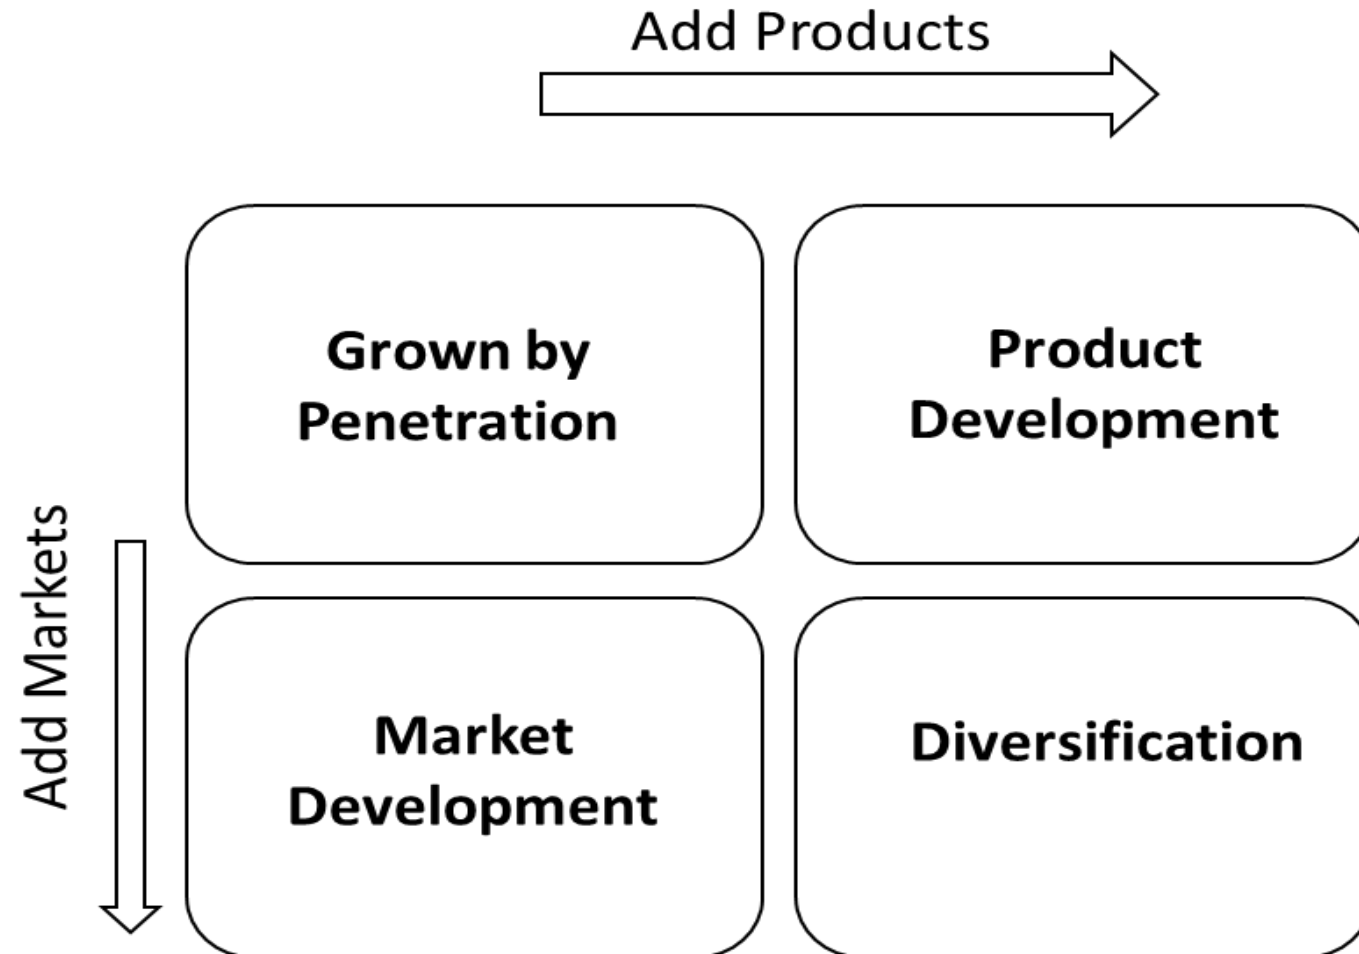 Add Products
Grown by
Penetration
Product
Development
Add Markets
Market
Development
Diversification